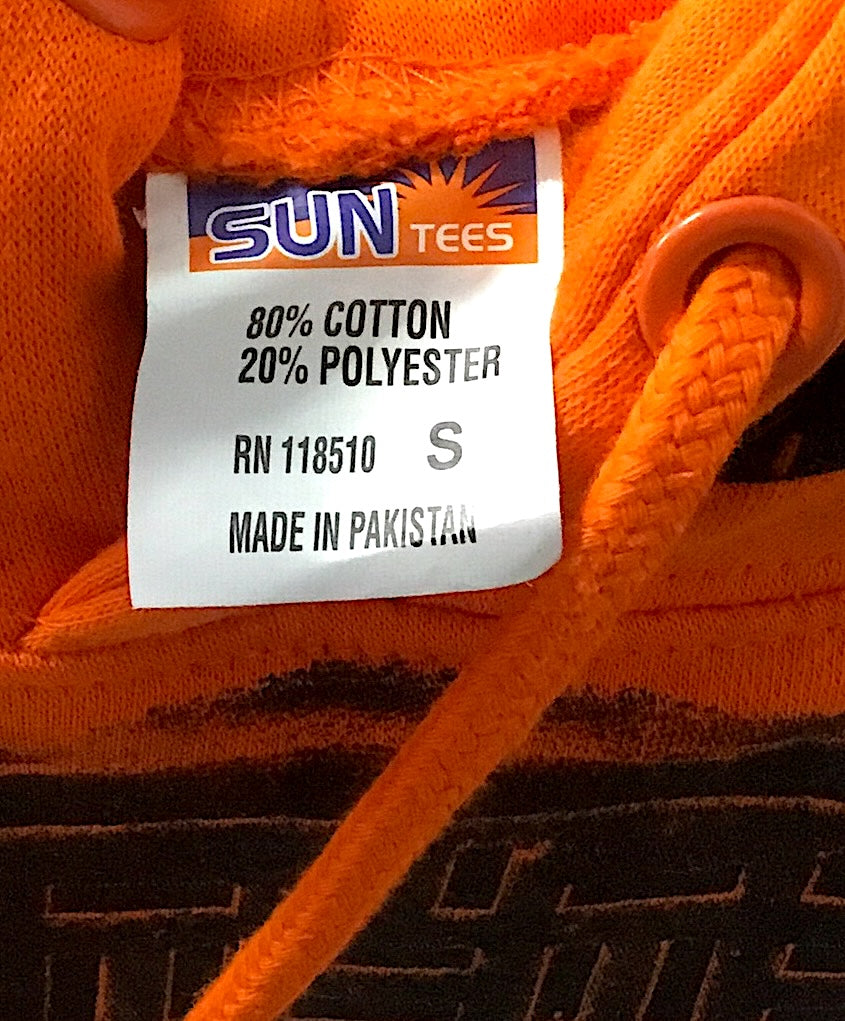 SUN TEES
80% COTTON
20% POLYESTER
RN 118510 S
MADE IN PAKISTAN